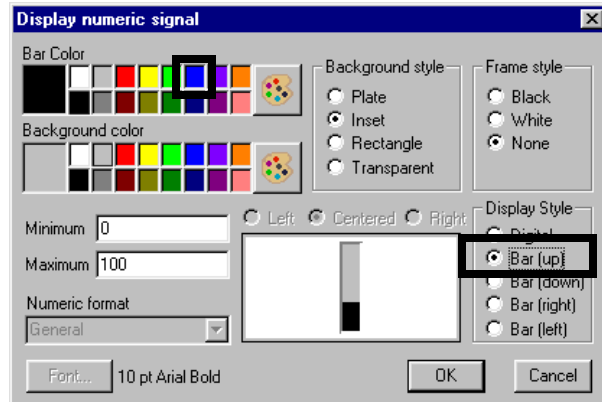 Display numeric signal
Bar Color
Background color
Background style
Plate
Inset
Rectangle
Transparent
Frame style
Black
White
None
Minimum 0
Maximum 100
Numeric format
General
Left Centered Right
Display Style
Digital
Bar (up)
Bar (down)
Bar (right)
Bar (left)
Font... 10 pt Arial Bold
OK
Cancel